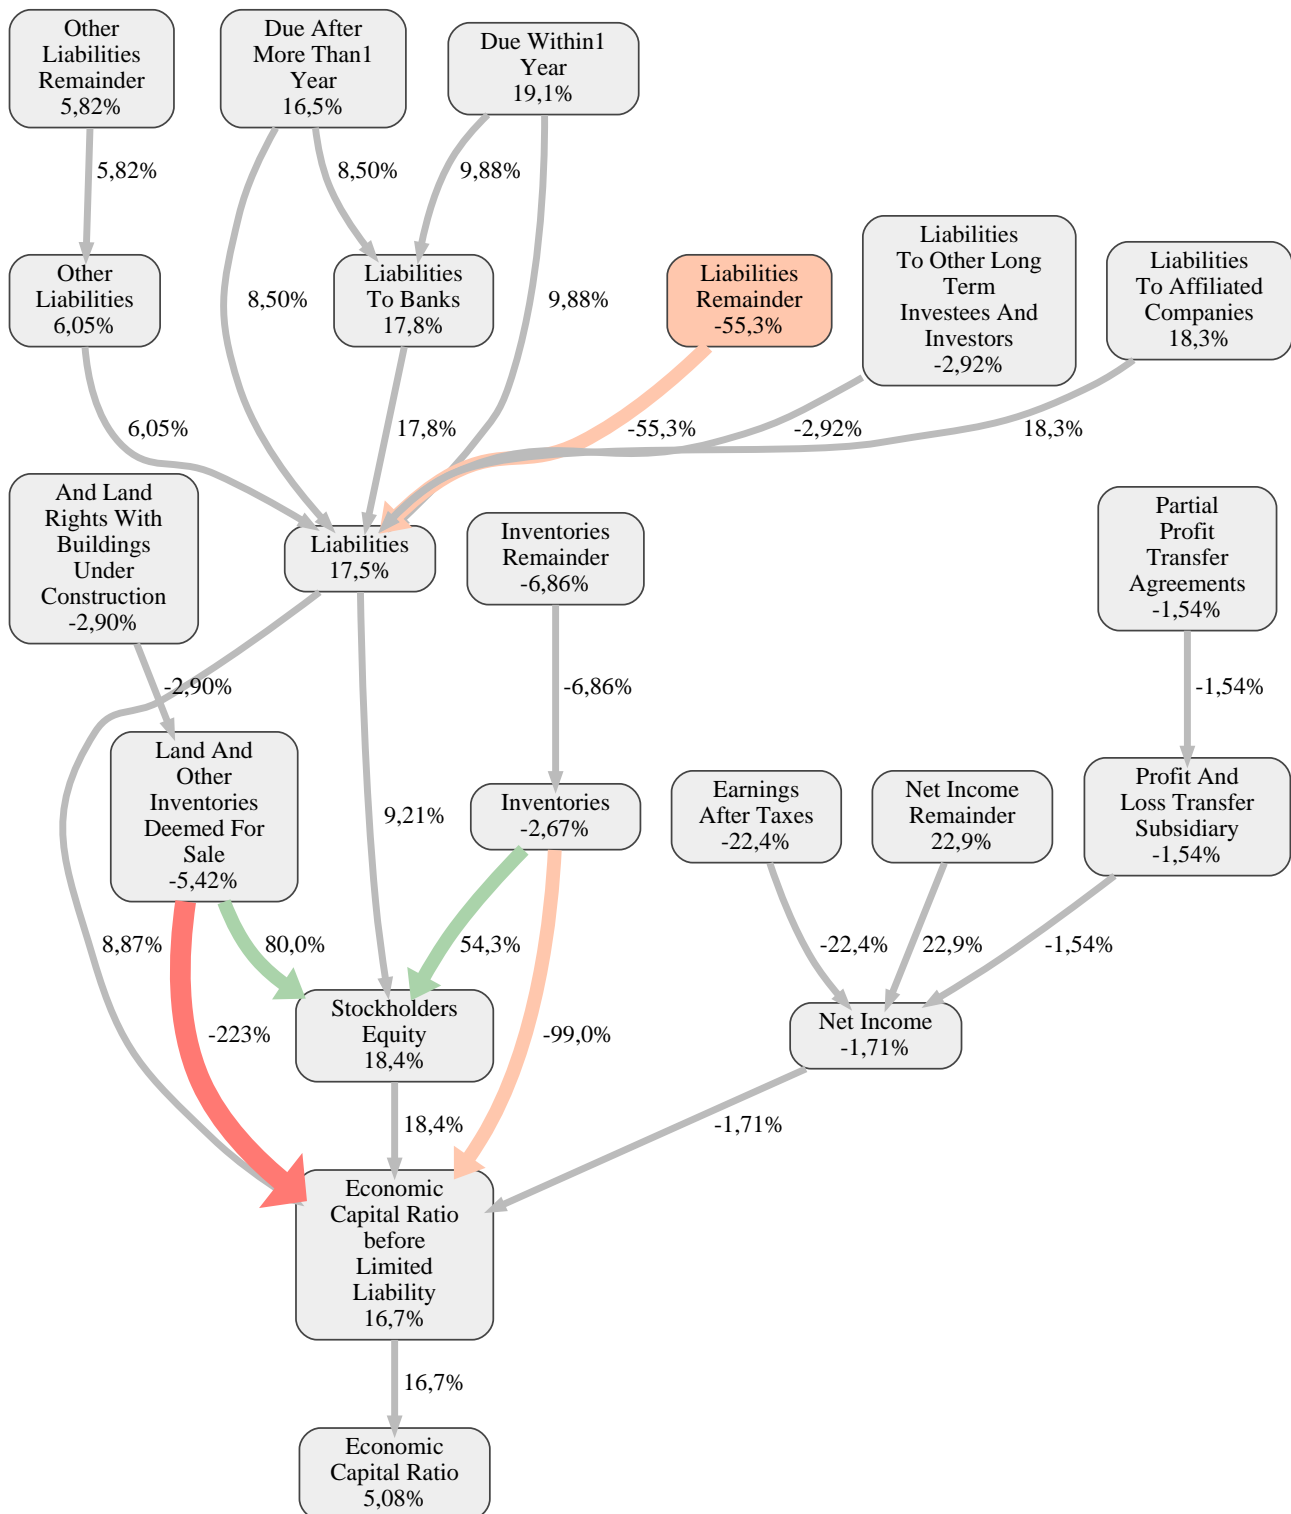 Other
Liabilities
Remainder
5,82%
Due After
More Than1
Year
16,5%
Due Within1
Year
19,1%
5,82%
8,50%
9,88%
Other
Liabilities
6,05%
8,50%
Liabilities
To Banks
17,8%
9,88%
Liabilities
Remainder
-55,3%
Liabilities
To Other Long
Term
Investees And
Investors
-2,92%
Liabilities
To Affiliated
Companies
18,3%
6,05%
17,8%
-55,3%
-2,92%
18,3%
And Land
Rights With
Buildings
Under
Construction
-2,90%
Liabilities
17,5%
Inventories
Remainder
-6,86%
Partial
Profit
Transfer
Agreements
-1,54%
-2,90%
-6,86%
-1,54%
Land And
Other
Inventories
Deemed For
Sale
-5,42%
9,21%
Inventories
-2,67%
Earnings
After Taxes
-22,4%
Net Income
Remainder
22,9%
Profit And
Loss Transfer
Subsidiary
-1,54%
8,87%
80,0%
54,3%
-22,4%
22,9%
-1,54%
-223%
Stockholders
Equity
18,4%
-99,0%
Net Income
-1,71%
18,4%
-1,71%
Economic
Capital Ratio
before
Limited
Liability
16,7%
16,7%
Economic
Capital Ratio
5,08%